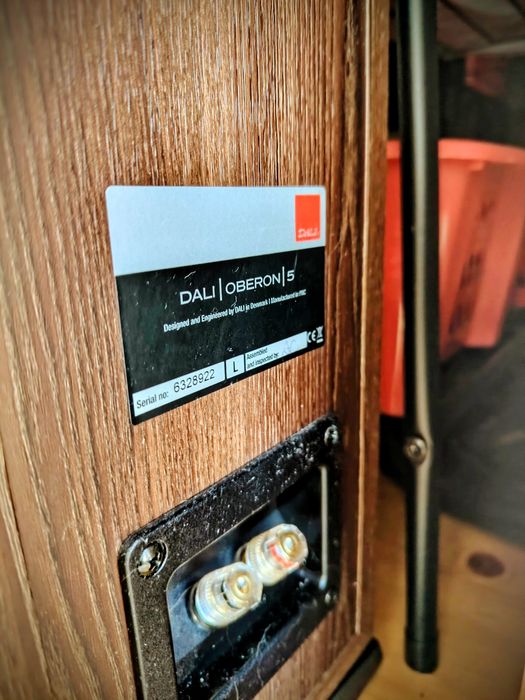 DALI
DALI | OBERON | 5
Designed and Engineered by DALI in Denmark | Manufactured in PRC
Serial no: 6328922
L
Assembled
and inspected by:
CE